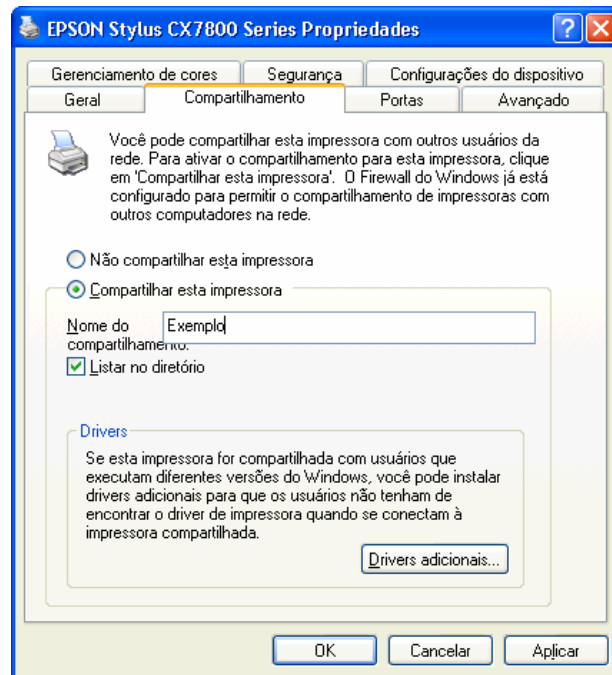 EPSON Stylus CX7800 Series Propriedades
Gerenciamento de cores Segurança Configurações do dispositivo
Geral Compartilhamento Portas Avançado
Você pode compartilhar esta impressora com outros usuários da
rede. Para ativar o compartilhamento para esta impressora, clique
em 'Compartilhar esta impressora'. O Firewall do Windows já está
configurado para permitir o compartilhamento de impressoras com
outros computadores na rede.
Não compartilhar esta impressora
Compartilhar esta impressora
Nome do Exemplo
compartilhamento:
Listar no diretório
Drivers
Se esta impressora for compartilhada com usuários que
executam diferentes versões do Windows, você pode instalar
drivers adicionais para que os usuários não tenham de
encontrar o driver de impressora quando se conectam à
impressora compartilhada.
Drivers adicionais...
OK Cancelar Aplicar